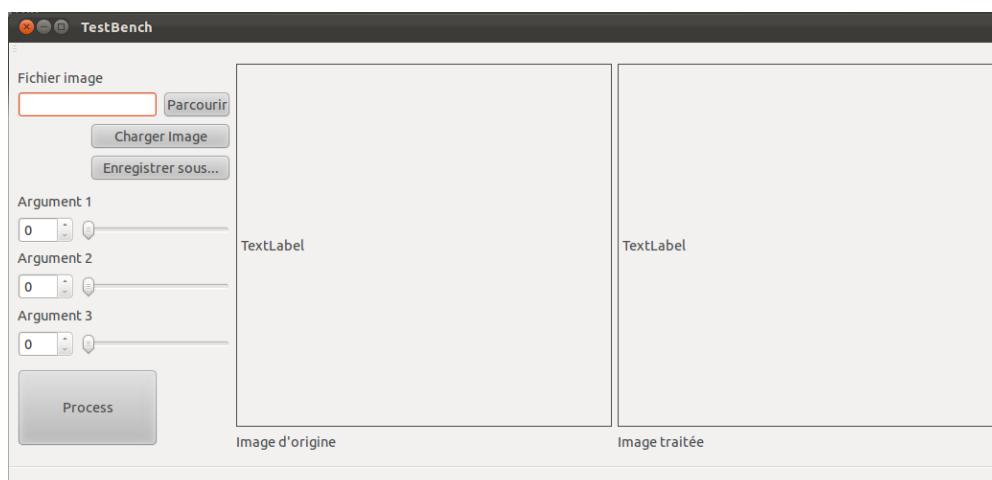 TestBench
Fichier image
Parcourir
Charger Image
Enregistrer sous...
Argument 1
0
Argument 2
0
Argument 3
0
Process
TextLabel
Image d'origine
TextLabel
Image traitée